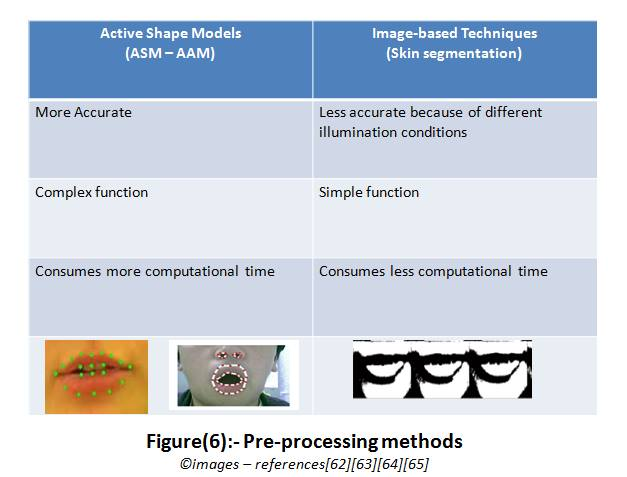 Active Shape Models
(ASM – AAM)
Image-based Techniques
(Skin segmentation)
More Accurate
Less accurate because of different
illumination conditions
Complex function
Simple function
Consumes more computational time
Consumes less computational time
Figure(6):- Pre-processing methods
©images – references[62][63][64][65]